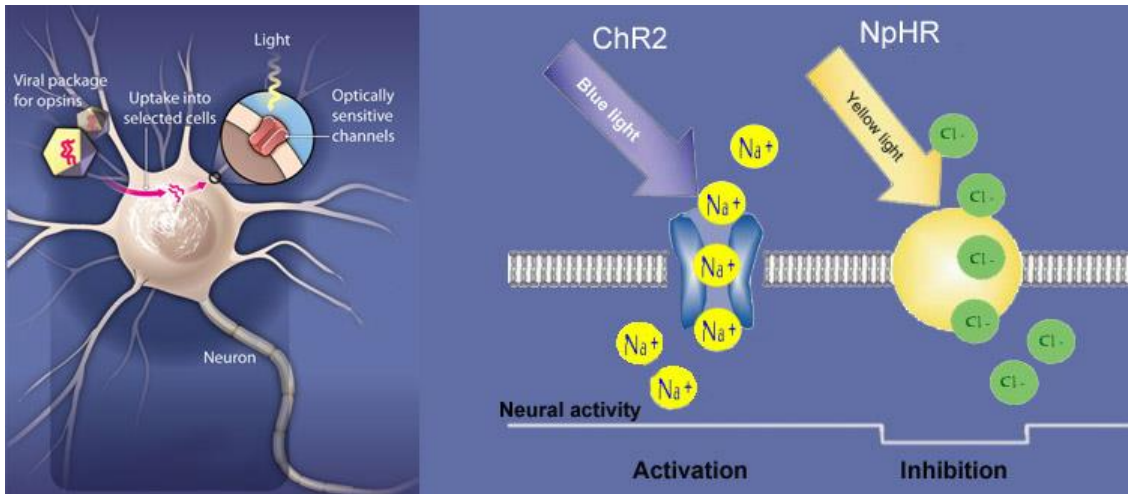 Viral package
for opsins
Uptake into
selected cells
Light
Optically
sensitive
channels
Neuron
ChR2
NpHR
Blue light
Yellow light
Na+
Na+
Na+
Na+
Na+
Na+
Cl-
Cl-
Cl-
Cl-
Cl-
Cl-
Neural activity
Activation
Inhibition